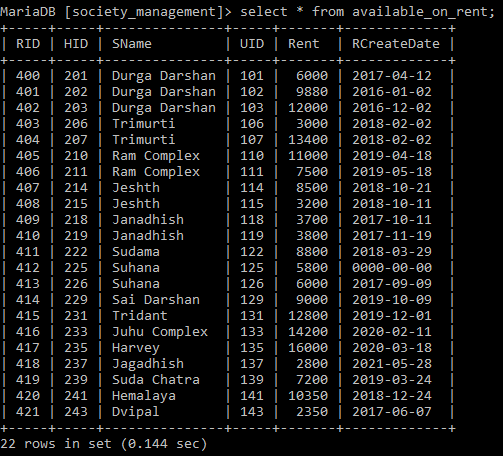 MariaDB [society_management]> select * from available_on_rent;
+-----+-----+----------------+-----+-------+-------------+
| RID | HID | SName          | UID | Rent  | RCreateDate |
+-----+-----+----------------+-----+-------+-------------+
| 400 | 201 | Durga Darshan | 101 |  6000 | 2017-04-12  |
| 401 | 202 | Durga Darshan | 102 |  9880 | 2016-01-02  |
| 402 | 203 | Durga Darshan | 103 | 12000 | 2016-12-02  |
| 403 | 206 | Trimurti      | 106 |  3000 | 2018-02-02  |
| 404 | 207 | Trimurti      | 107 | 13400 | 2018-02-02  |
| 405 | 210 | Ram Complex   | 110 | 11000 | 2019-04-18  |
| 406 | 211 | Ram Complex   | 111 |  7500 | 2019-05-18  |
| 407 | 214 | Jeshth        | 114 |  8500 | 2018-10-21  |
| 408 | 215 | Jeshth        | 115 |  3200 | 2018-10-11  |
| 409 | 218 | Janadhish     | 118 |  3700 | 2017-10-11  |
| 410 | 219 | Janadhish     | 119 |  3800 | 2017-11-19  |
| 411 | 222 | Sudama        | 122 |  8800 | 2018-03-29  |
| 412 | 225 | Suhana        | 125 |  5800 | 0000-00-00  |
| 413 | 226 | Suhana        | 126 |  6000 | 2017-09-09  |
| 414 | 229 | Sai Darshan   | 129 |  9000 | 2019-10-09  |
| 415 | 231 | Tridant       | 131 | 12800 | 2019-12-01  |
| 416 | 233 | Juhu Complex  | 133 | 14200 | 2020-02-11  |
| 417 | 235 | Harvey        | 135 | 16000 | 2020-03-18  |
| 418 | 237 | Jagadhish     | 137 |  2800 | 2021-05-28  |
| 419 | 239 | Suda Chatra   | 139 |  7200 | 2019-03-24  |
| 420 | 241 | Hemalaya      | 141 | 10350 | 2018-12-24  |
| 421 | 243 | Dvipal        | 143 |  2350 | 2017-06-07  |
+-----+-----+----------------+-----+-------+-------------+
22 rows in set (0.144 sec)